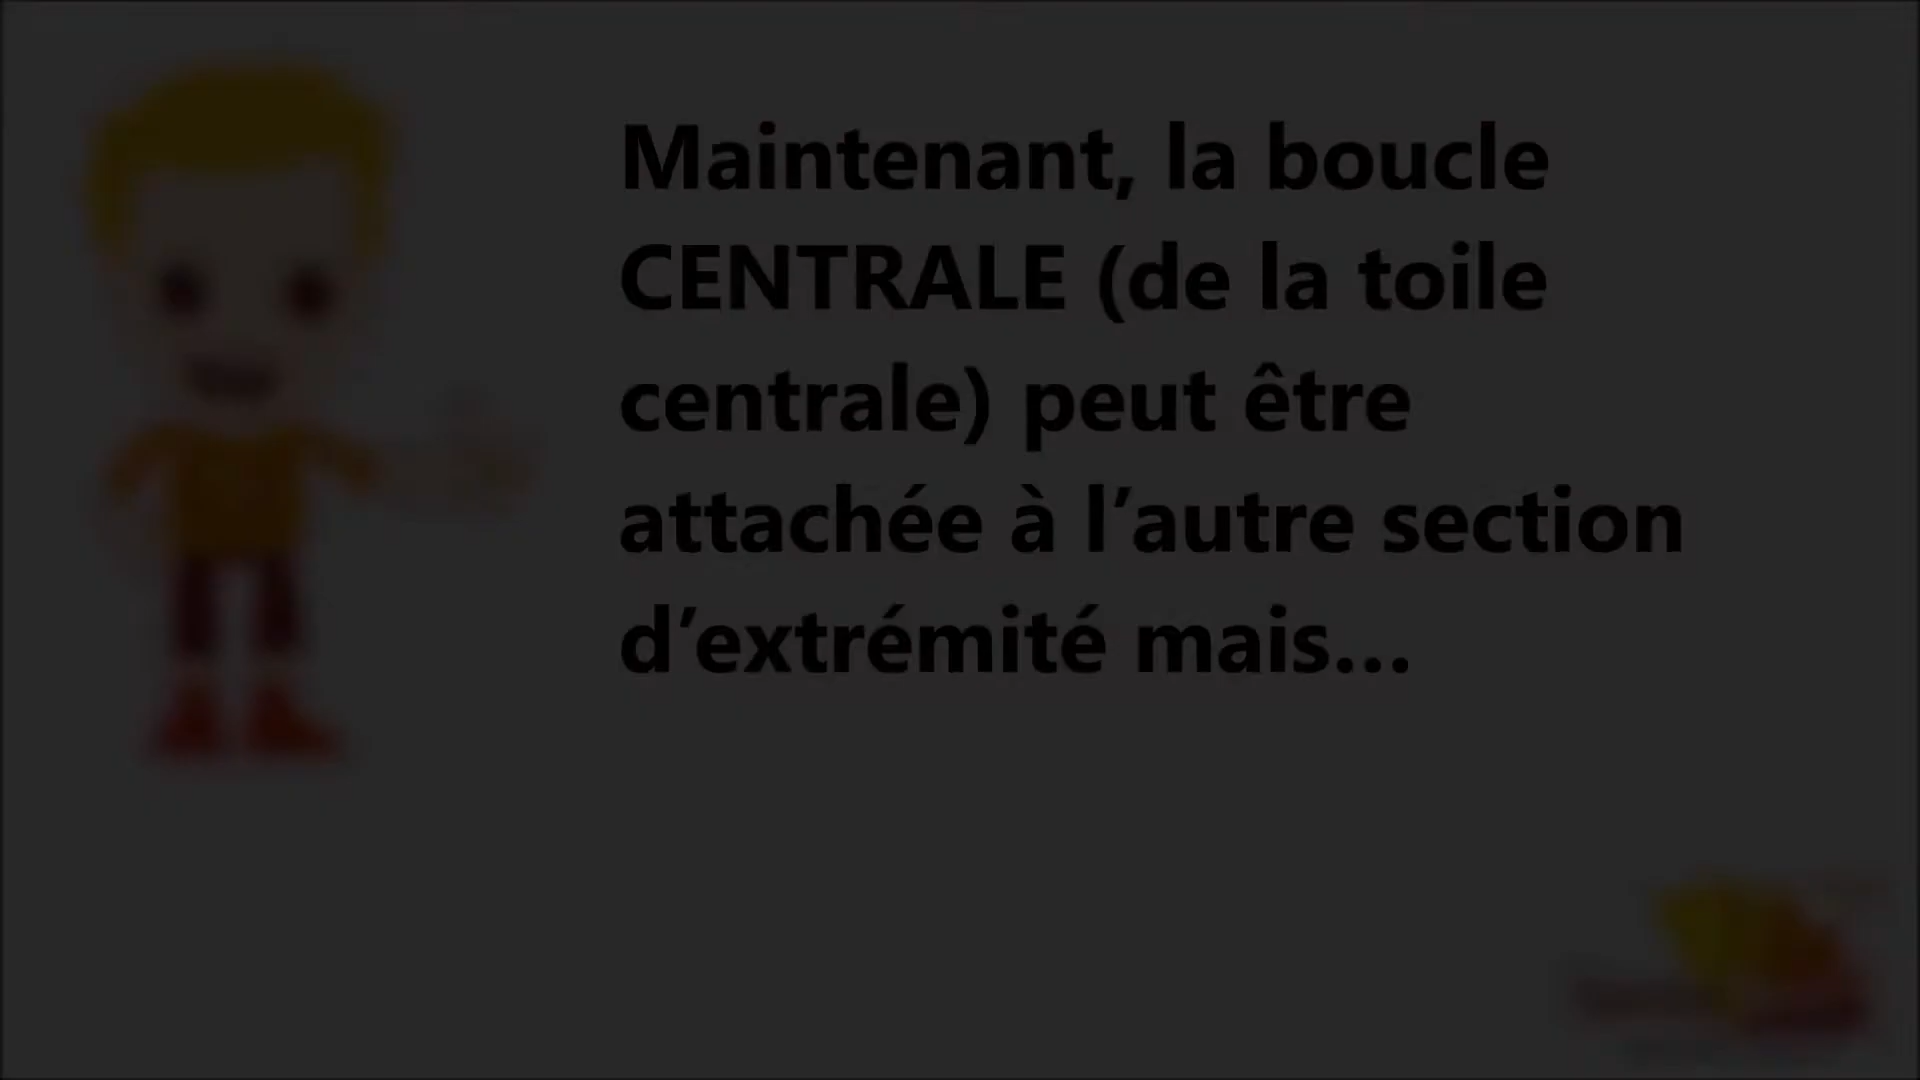 Maintenant, la boucle
CENTRALE (de la toile
centrale) peut être
attachée à l’autre section
d’extrémité mais...